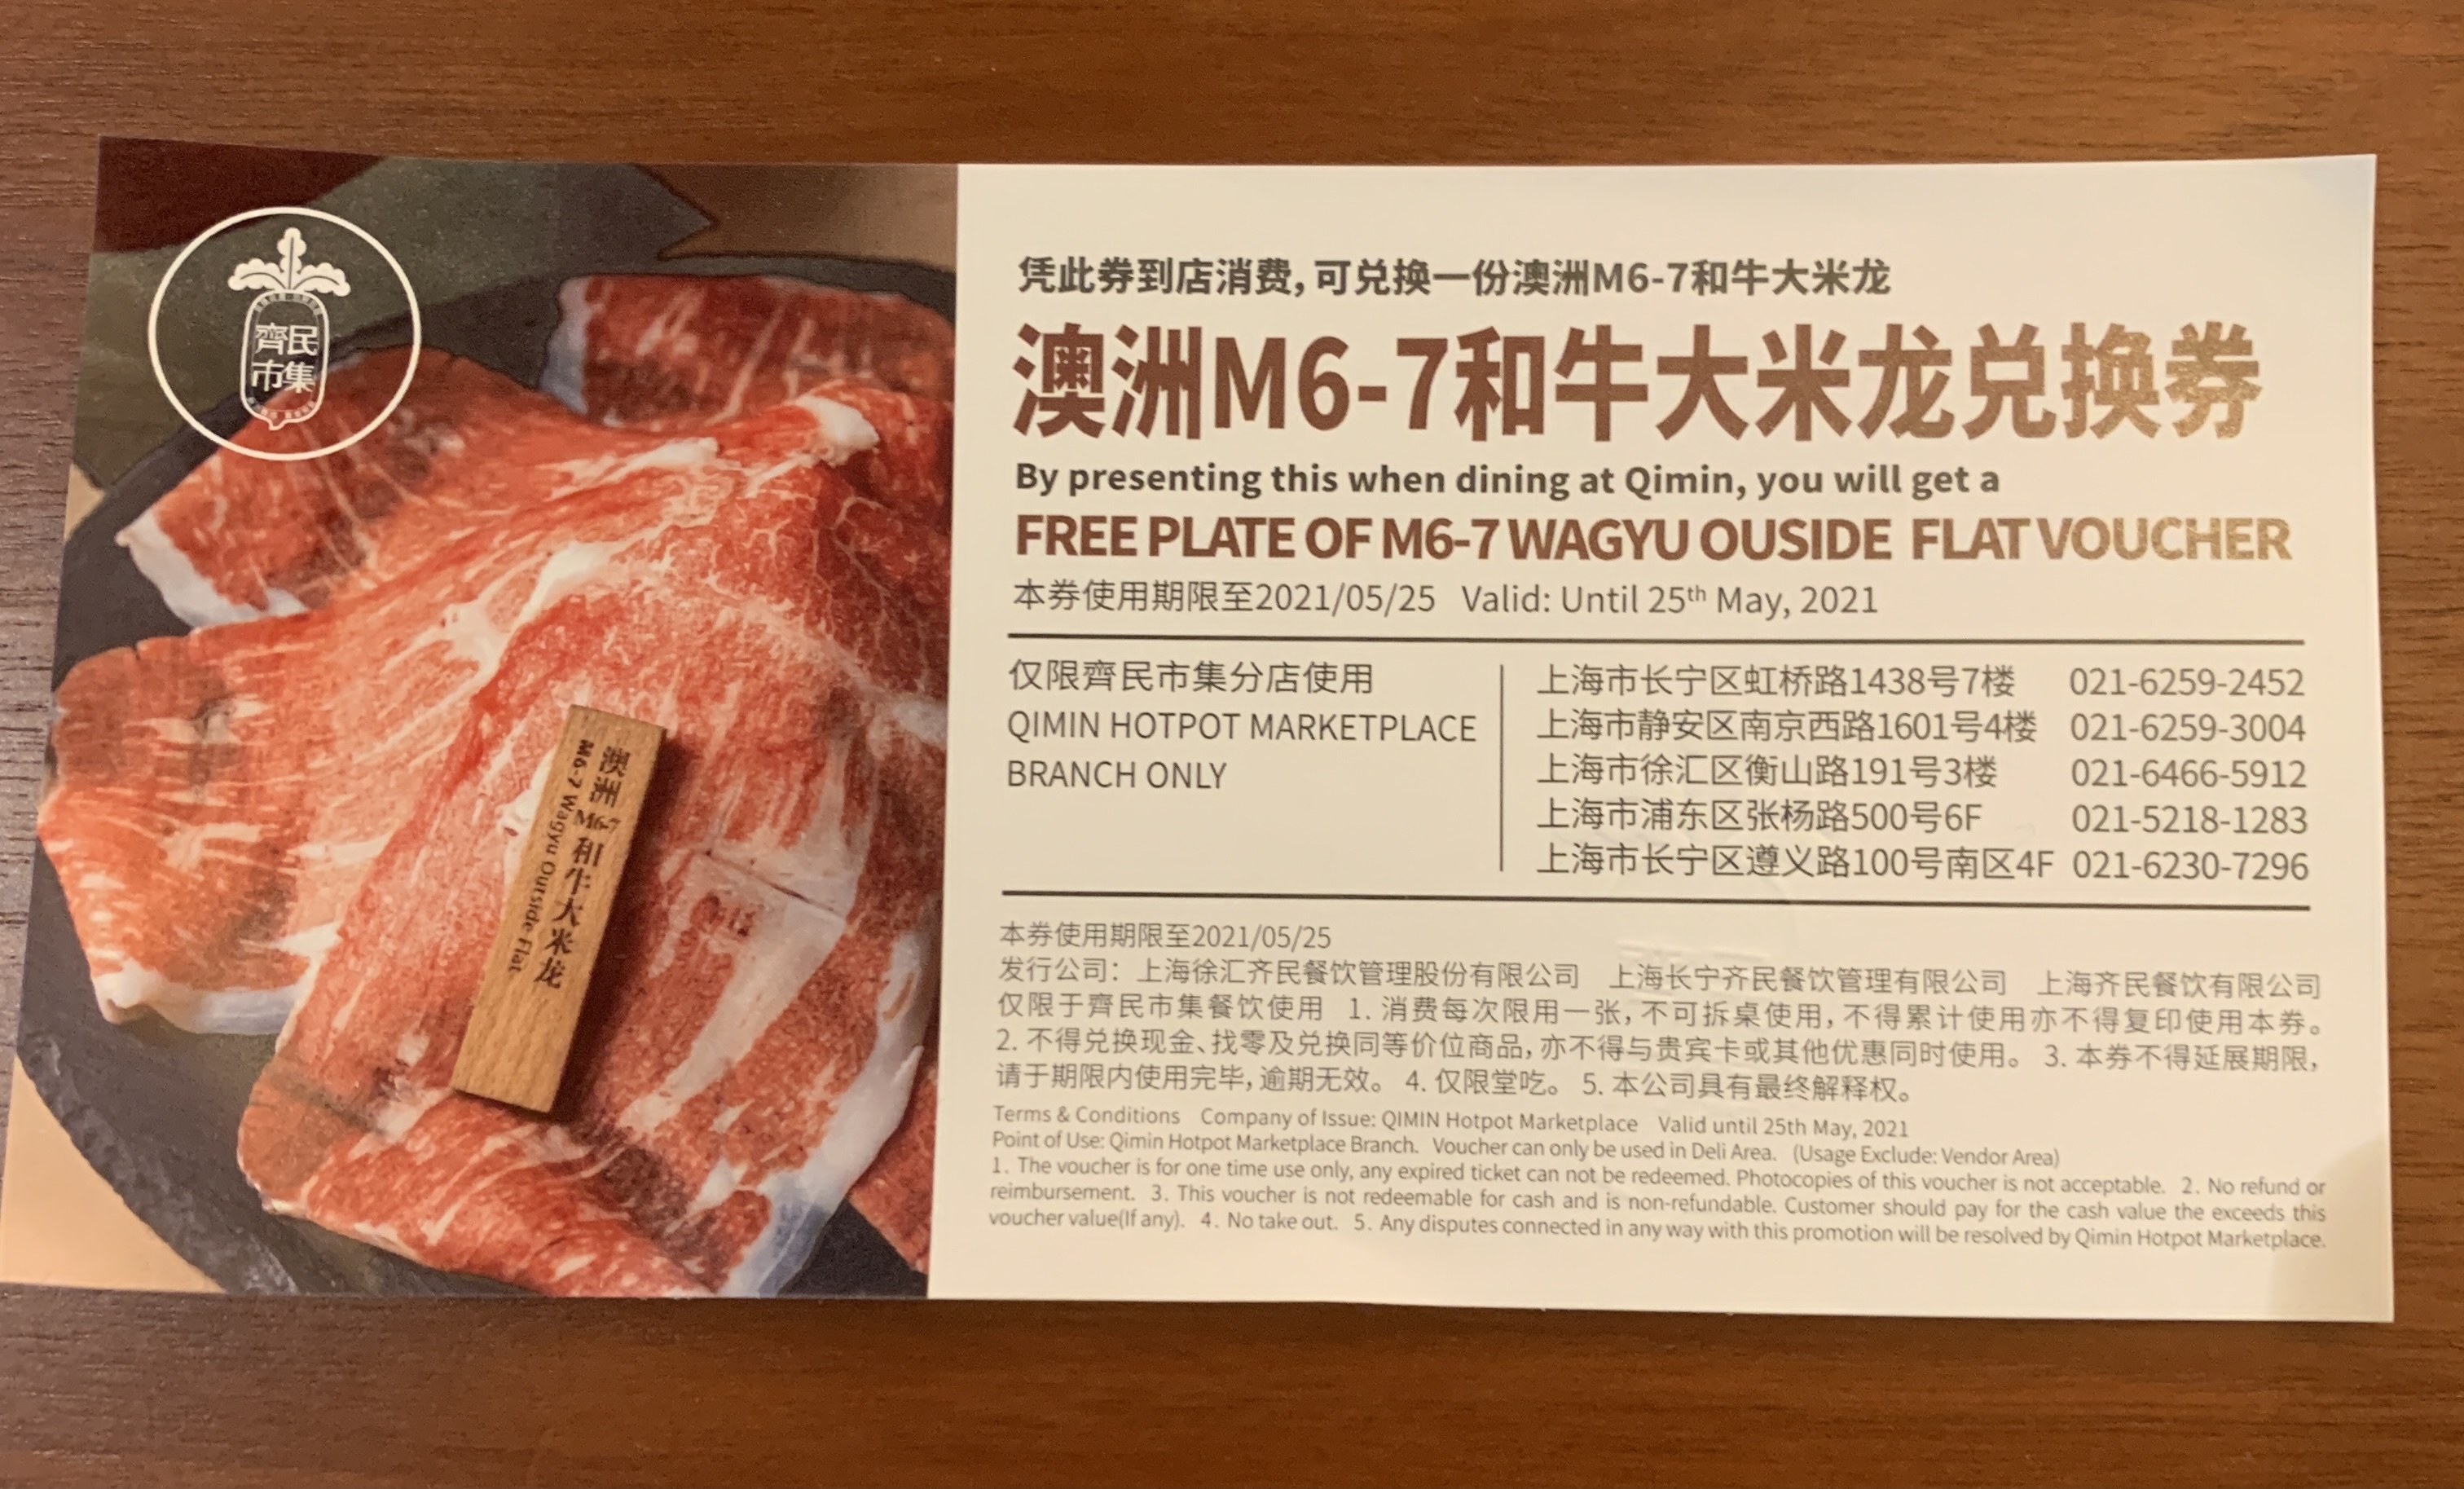 齊民
市集
澳洲M6-7和牛大米龙
M6-7 Wagyu Outside Flat
凭此券到店消费,可兑换一份澳洲M6-7和牛大米龙
澳洲M6-7和牛大米龙兑换券
By presenting this when dining at Qimin, you will get a
FREE PLATE OF M6-7 WAGYU OUSIDE FLAT VOUCHER
本券使用期限至2021/05/25 Valid: Until 25th May, 2021
仅限齊民市集分店使用
QIMIN HOTPOT MARKETPLACE
BRANCH ONLY
上海市长宁区虹桥路1438号7楼 021-6259-2452
上海市静安区南京西路1601号4楼 021-6259-3004
上海市徐汇区衡山路191号3楼 021-6466-5912
上海市浦东区张杨路500号6F 021-5218-1283
上海市长宁区遵义路100号南区4F 021-6230-7296
本券使用期限至2021/05/25
发行公司：上海徐汇齐民餐饮管理股份有限公司 上海长宁齐民餐饮管理有限公司 上海齐民餐饮有限公司
仅限于齊民市集餐饮使用 1. 消费每次限用一张,不可拆桌使用,不得累计使用亦不得复印使用本券。
2. 不得兑换现金、找零及兑换同等价位商品,亦不得与贵宾卡或其他优惠同时使用。 3. 本券不得延展期限,
请于期限内使用完毕,逾期无效。 4. 仅限堂吃。 5. 本公司具有最终解释权。
Terms & Conditions Company of Issue: QIMIN Hotpot Marketplace Valid until 25th May, 2021
Point of Use: Qimin Hotpot Marketplace Branch. Voucher can only be used in Deli Area. (Usage Exclude: Vendor Area)
1. The voucher is for one time use only, any expired ticket can not be redeemed. Photocopies of this voucher is not acceptable. 2. No refund or
reimbursement. 3. This voucher is not redeemable for cash and is non-refundable. Customer should pay for the cash value the exceeds this
voucher value(If any). 4. No take out. 5. Any disputes connected in any way with this promotion will be resolved by Qimin Hotpot Marketplace.